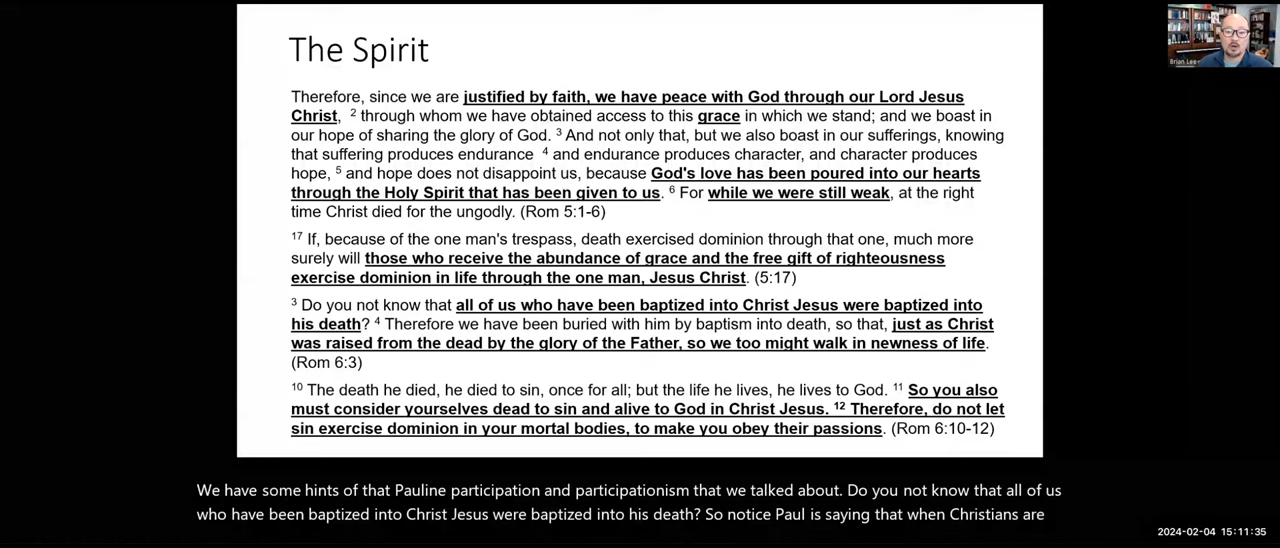 The Spirit
Therefore, since we are justified by faith, we have peace with God through our Lord Jesus
Christ, ² through whom we have obtained access to this grace in which we stand; and we boast in
our hope of sharing the glory of God. ³ And not only that, but we also boast in our sufferings, knowing
that suffering produces endurance ⁴ and endurance produces character, and character produces
hope, ⁵ and hope does not disappoint us, because God's love has been poured into our hearts
through the Holy Spirit that has been given to us. ⁶ For while we were still weak, at the right
time Christ died for the ungodly. (Rom 5:1-6)
¹⁷ If, because of the one man's trespass, death exercised dominion through that one, much more
surely will those who receive the abundance of grace and the free gift of righteousness
exercise dominion in life through the one man, Jesus Christ. (5:17)
³ Do you not know that all of us who have been baptized into Christ Jesus were baptized into
his death? ⁴ Therefore we have been buried with him by baptism into death, so that, just as Christ
was raised from the dead by the glory of the Father, so we too might walk in newness of life.
(Rom 6:3)
¹⁰ The death he died, he died to sin, once for all; but the life he lives, he lives to God. ¹¹ So you also
must consider yourselves dead to sin and alive to God in Christ Jesus. ¹² Therefore, do not let
sin exercise dominion in your mortal bodies, to make you obey their passions. (Rom 6:10-12)
Brian Lee
We have some hints of that Pauline participation and participationism that we talked about. Do you not know that all of us
who have been baptized into Christ Jesus were baptized into his death? So notice Paul is saying that when Christians are
2024-02-04 15:11:35